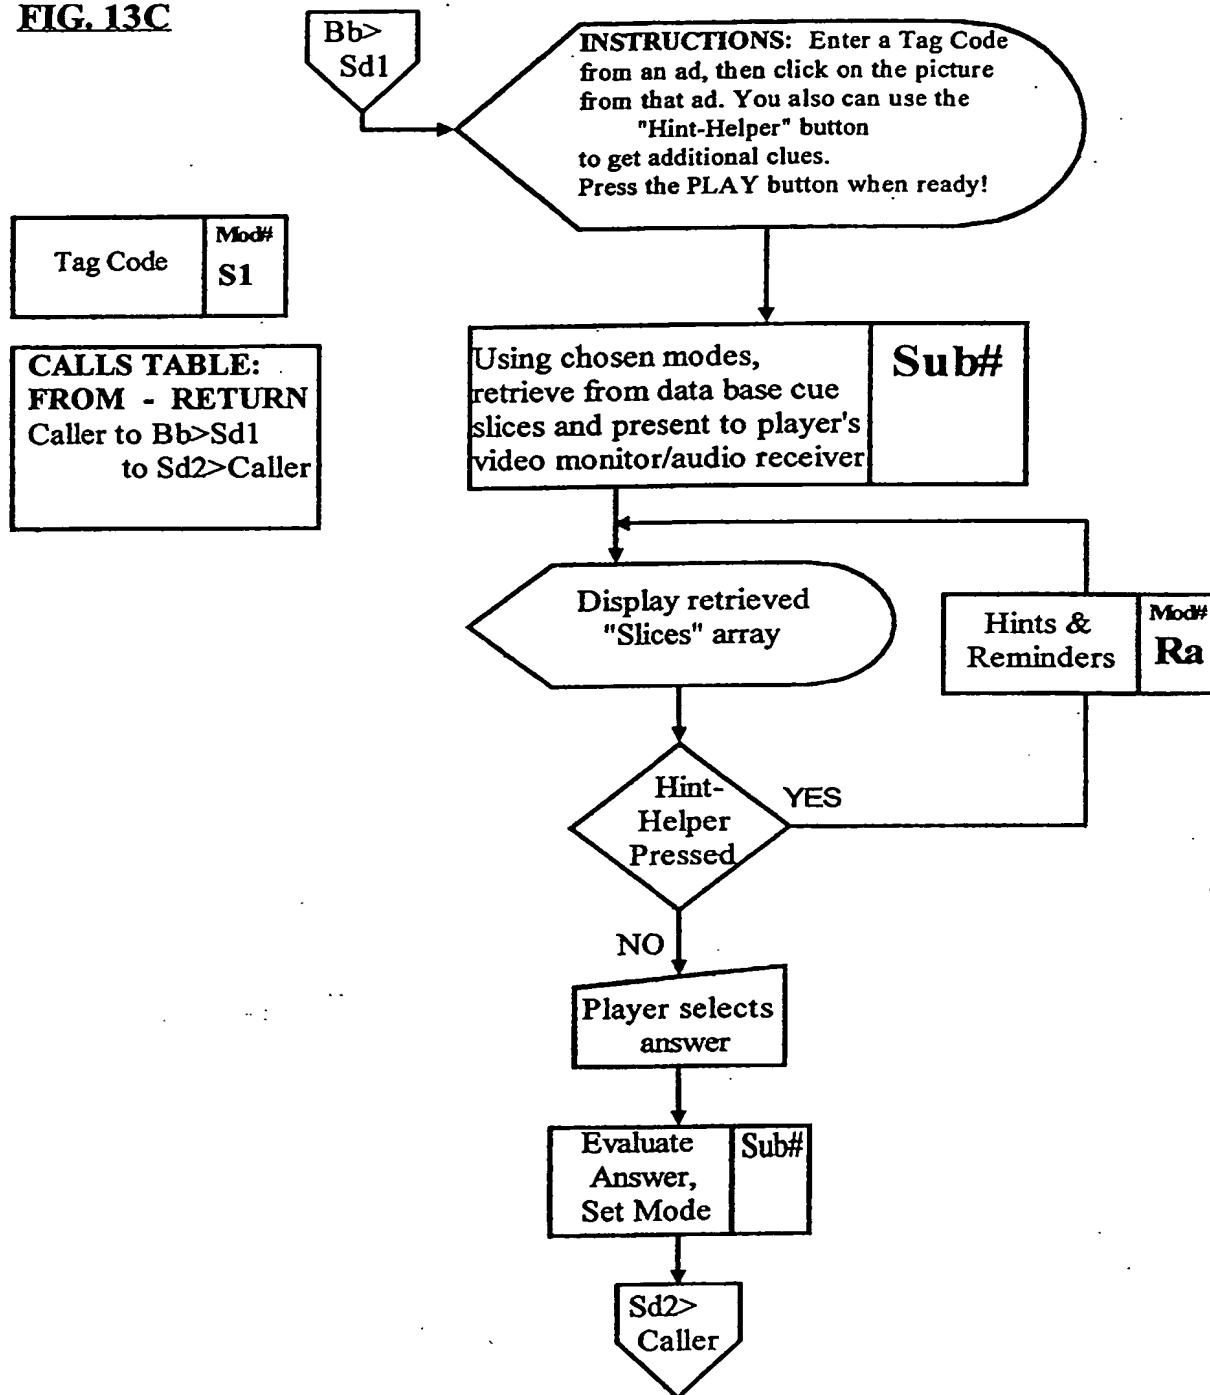 FIG. 13C
Bb>
Sd1
INSTRUCTIONS: Enter a Tag Code
from an ad, then click on the picture
from that ad. You also can use the
"Hint-Helper" button
to get additional clues.
Press the PLAY button when ready!
Tag Code
Mod#
S1
CALLS TABLE:
FROM - RETURN
Caller to Bb>Sd1
to Sd2>Caller
Using chosen modes,
retrieve from data base cue
slices and present to player's
video monitor/audio receiver
Sub#
Display retrieved
"Slices" array
Hints &
Reminders
Mod#
Ra
Hint-
Helper
Pressed
YES
NO
Player selects
answer
Evaluate
Answer,
Set Mode
Sub#
Sd2>
Caller